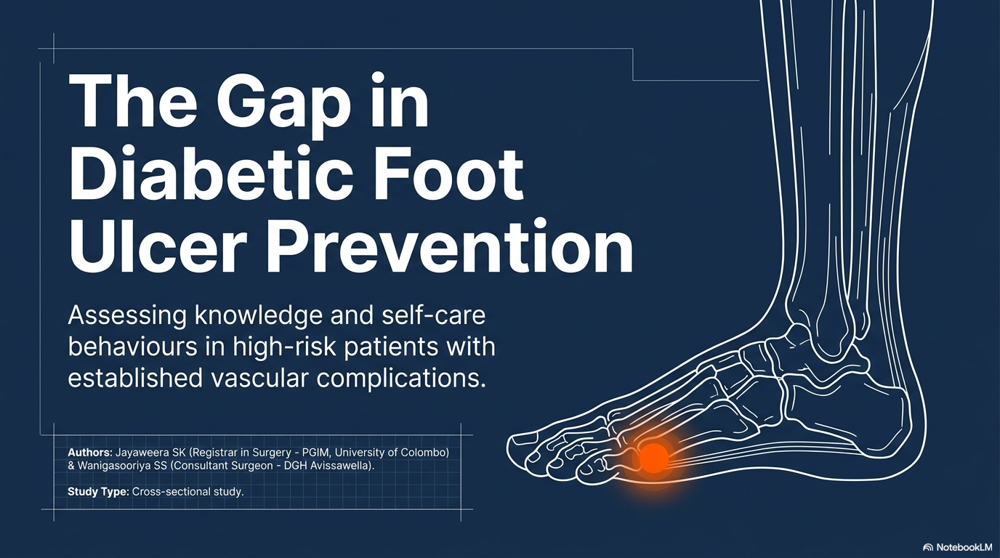 The Gap in
Diabetic Foot
Ulcer Prevention
Assessing knowledge and self-care
behaviours in high-risk patients with
established vascular complications.
Authors: Jayaweera SK (Registrar in Surgery - PGIM, University of Colombo)
& Wanigasooriya SS (Consultant Surgeon - DGH Avissawella).
Study Type: Cross-sectional study.
NotebookLM